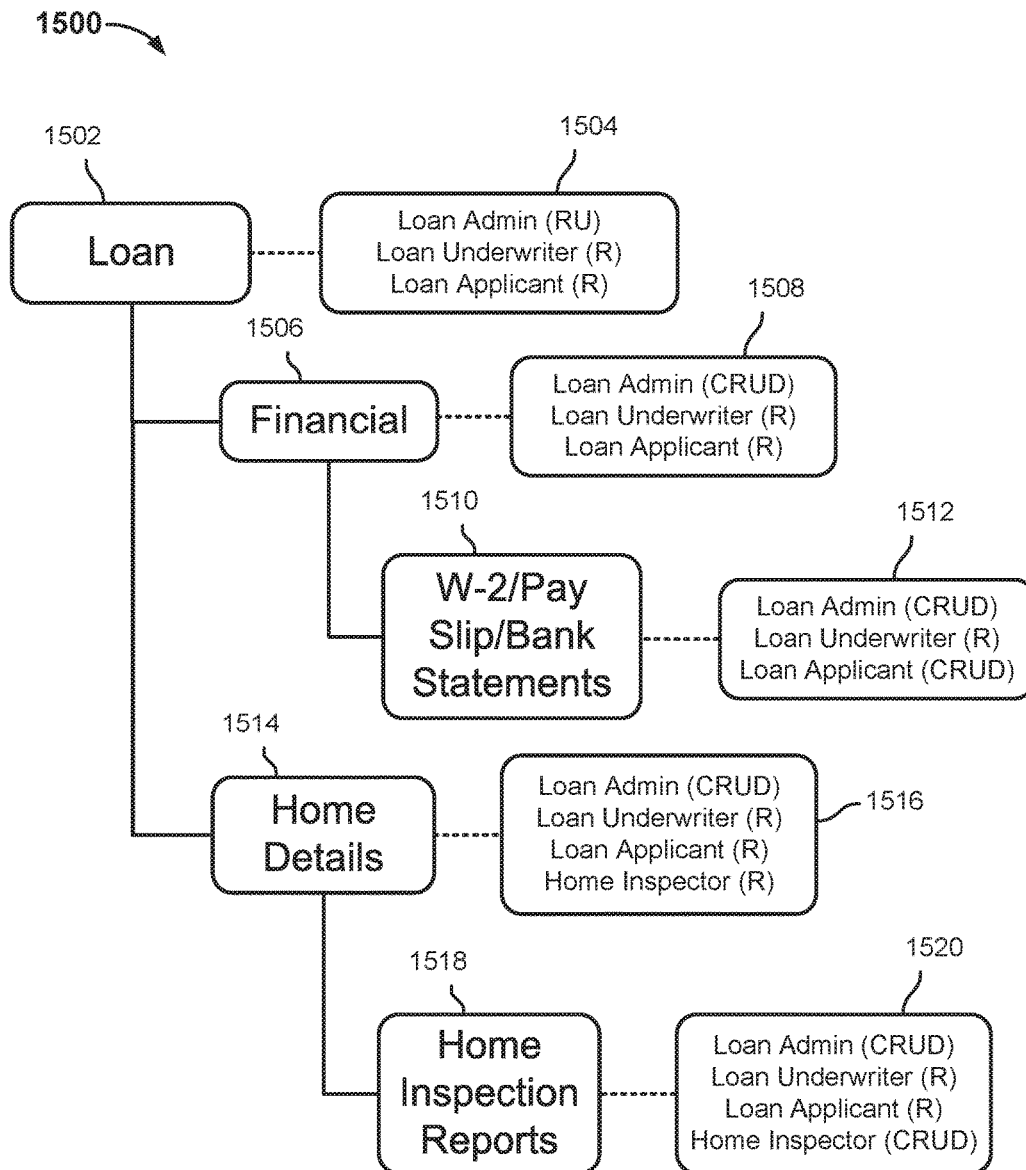 1500
1502
1504
Loan
Loan Admin (RU)
Loan Underwriter (R)
Loan Applicant (R)
1506
1508
Financial
Loan Admin (CRUD)
Loan Underwriter (R)
Loan Applicant (R)
1510
1512
W-2/Pay
Slip/Bank
Statements
Loan Admin (CRUD)
Loan Underwriter (R)
Loan Applicant (CRUD)
1514
1516
Home
Details
Loan Admin (CRUD)
Loan Underwriter (R)
Loan Applicant (R)
Home Inspector (R)
1518
1520
Home
Inspection
Reports
Loan Admin (CRUD)
Loan Underwriter (R)
Loan Applicant (R)
Home Inspector (CRUD)